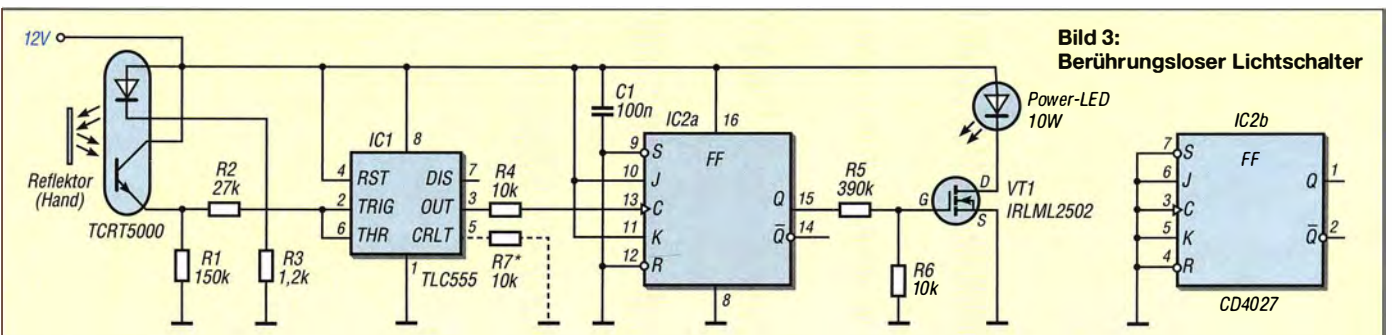 12V
Bild 3:
Berührungsloser Lichtschalter
Reflektor
(Hand)
TCRT5000
R2
27k
R1
150k
R3
1,2k
IC1
8
4 RST DIS 7
2 TRIG OUT 3
6 THR CRLT 5
1
TLC555
R4
10k
R7*
10k
C1
100n
IC2a
16
FF
9 S
10 J
13 C
11 K
12 R
Q 15
Q 14
8
R5
390k
R6
10k
Power-LED
10W
G
D
S
VT1
IRLML2502
IC2b
FF
7 S
6 J
3 C
5 K
4 R
Q 1
Q 2
CD4027